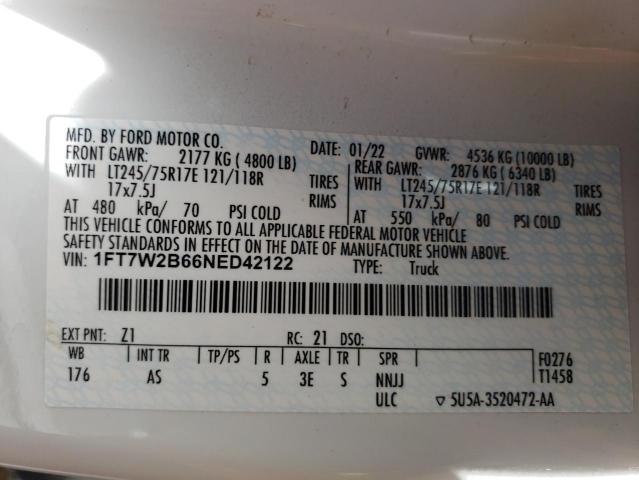 MFD. BY FORD MOTOR CO.
DATE: 01/22 GVWR: 4536 KG (10000 LB)
FRONT GAWR: 2177 KG (4800 LB)
REAR GAWR: 2876 KG (6340 LB)
WITH LT245/75R17E 121/118R TIRES
WITH LT245/75R17E 121/118R TIRES
17x7.5J RIMS
17x7.5J RIMS
AT 480 kPa/ 70 PSI COLD
AT 550 kPa/ 80 PSI COLD
THIS VEHICLE CONFORMS TO ALL APPLICABLE FEDERAL MOTOR VEHICLE
SAFETY STANDARDS IN EFFECT ON THE DATE OF MANUFACTURE SHOWN ABOVE.
VIN: 1FT7W2B66NED42122 TYPE: Truck
EXT PNT: Z1 RC: 21 DSO:
WB INT TR TP/PS R AXLE TR SPR F0276
176 AS 5 3E S NNJJ T1458
ULC ▽ 5U5A-3520472-AA